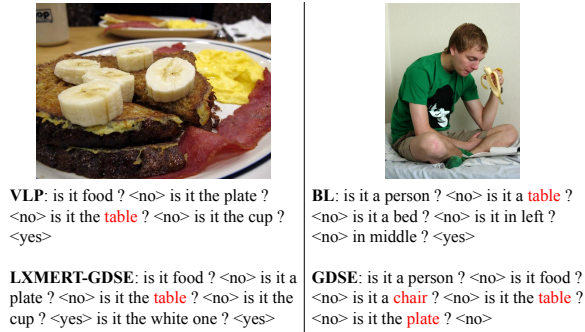 VLP: is it food ? <no> is it the plate ?
<no> is it the table ? <no> is it the cup ?
<yes>
LXMERT-GDSE: is it food ? <no> is it a
plate ? <no> is it the table ? <no> is it the
cup ? <yes> is it the white one ? <yes>
BL: is it a person ? <no> is it a table ?
<no> is it a bed ? <no> is it in left ?
<no> in middle ? <yes>
GDSE: is it a person ? <no> is it food ?
<no> is it a chair ? <no> is it the table ?
<no> is it the plate ? <no>